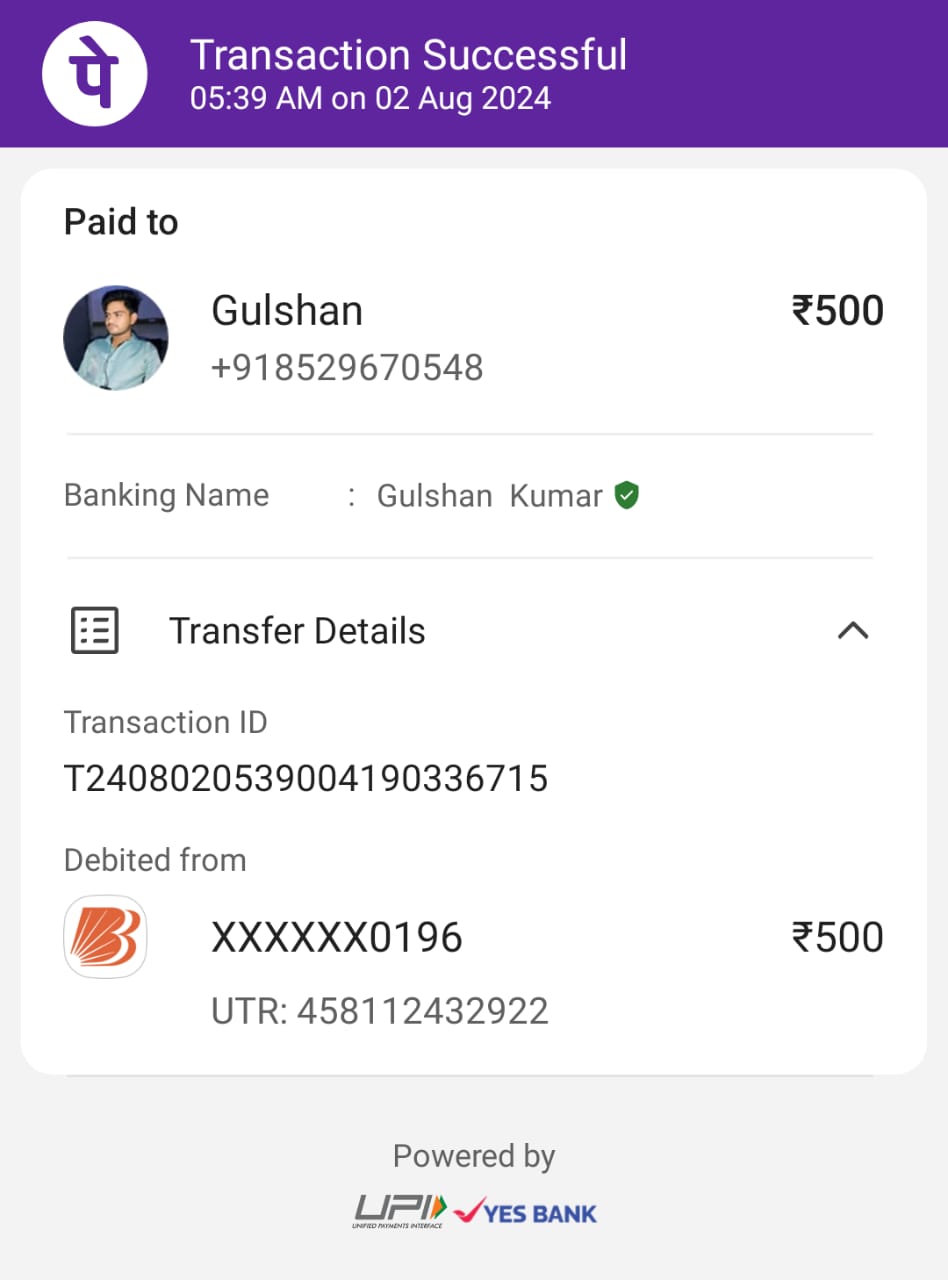 पे
Transaction Successful
05:39 AM on 02 Aug 2024
Paid to
Gulshan ₹500
+918529670548
Banking Name : Gulshan Kumar
Transfer Details
Transaction ID
T2408020539004190336715
Debited from
XXXXXX0196 ₹500
UTR: 458112432922
Powered by
UPI YES BANK
UNIFIED PAYMENTS INTERFACE